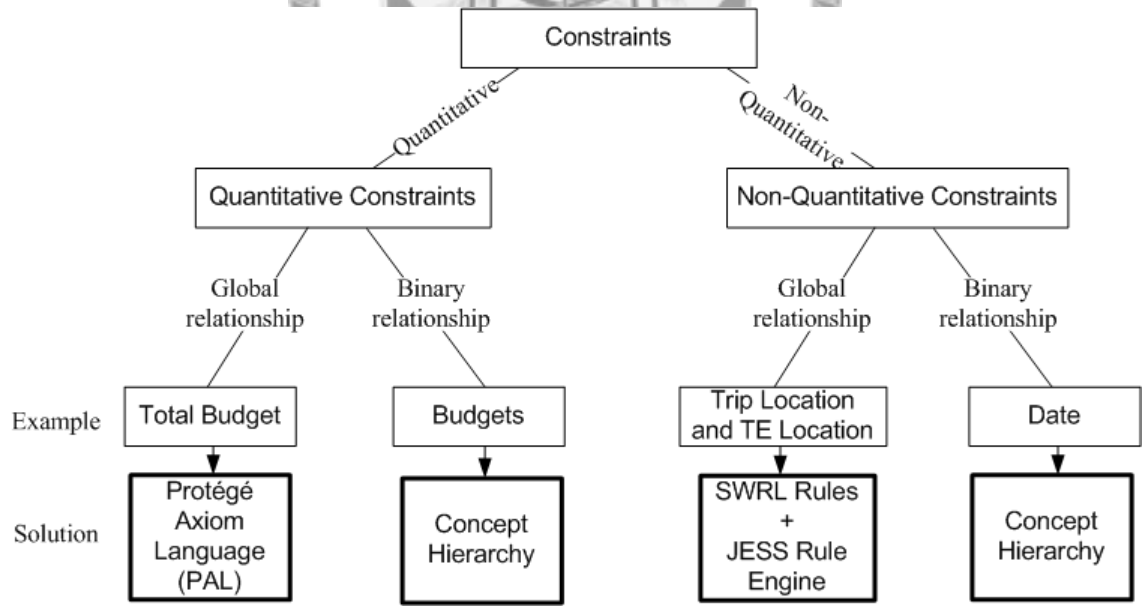 Constraints
Quantitative
Non-
Quantitative
Quantitative Constraints
Non-Quantitative Constraints
Global
relationship
Binary
relationship
Global
relationship
Binary
relationship
Example
Total Budget
Budgets
Trip Location
and TE Location
Date
Solution
Protégé
Axiom
Language
(PAL)
Concept
Hierarchy
SWRL Rules
+
JESS Rule
Engine
Concept
Hierarchy